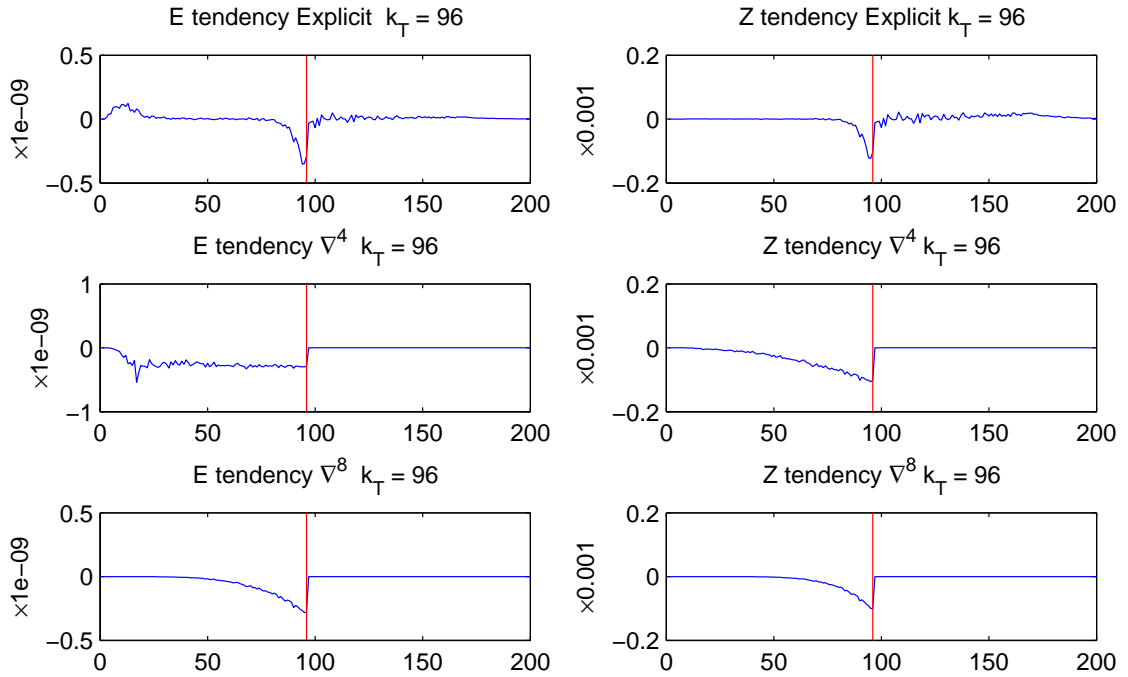 E tendency Explicit k_T = 96
0.5
0
−0.5
×1e−09
0 50 100 150 200
Z tendency Explicit k_T = 96
0.2
0
−0.2
×0.001
0 50 100 150 200
E tendency ∇^4 k_T = 96
1
0
−1
×1e−09
0 50 100 150 200
Z tendency ∇^4 k_T = 96
0.2
0
−0.2
×0.001
0 50 100 150 200
E tendency ∇^8 k_T = 96
0.5
0
−0.5
×1e−09
0 50 100 150 200
Z tendency ∇^8 k_T = 96
0.2
0
−0.2
×0.001
0 50 100 150 200